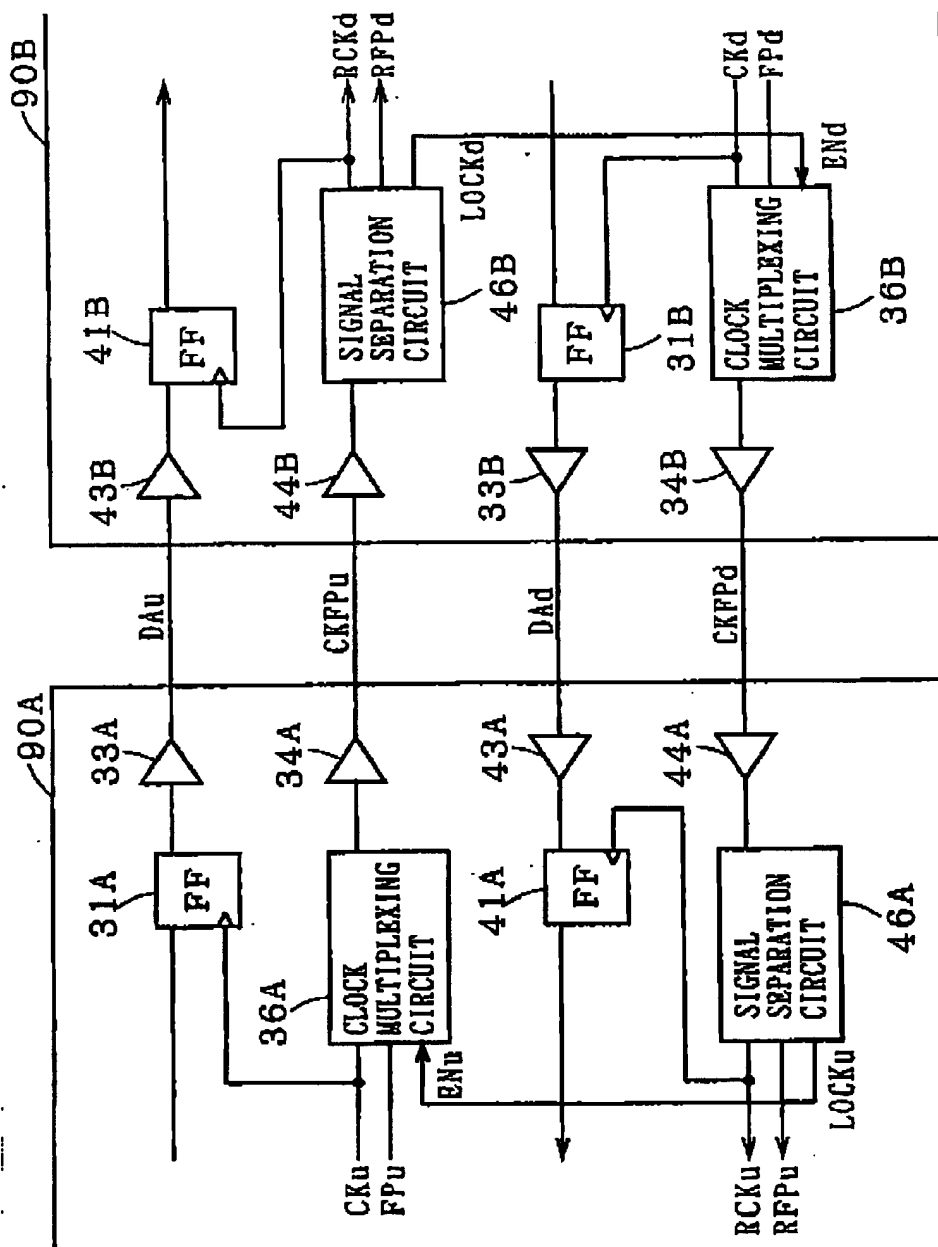 90A
90B
31A
33A
DAu
43B
41B
FF
FF
36A
34A
CKFPu
44B
CKu
FPu
CLOCK
MULTIPLEXING
CIRCUIT
ENu
SIGNAL
SEPARATION
CIRCUIT
RCKd
RFPd
LOCKd
46B
41A
43A
DAd
33B
31B
FF
FF
44A
CKFPd
34B
RCKu
RFPu
LOCKu
SIGNAL
SEPARATION
CIRCUIT
46A
CLOCK
MULTIPLEXING
CIRCUIT
36B
CKd
FPd
ENd